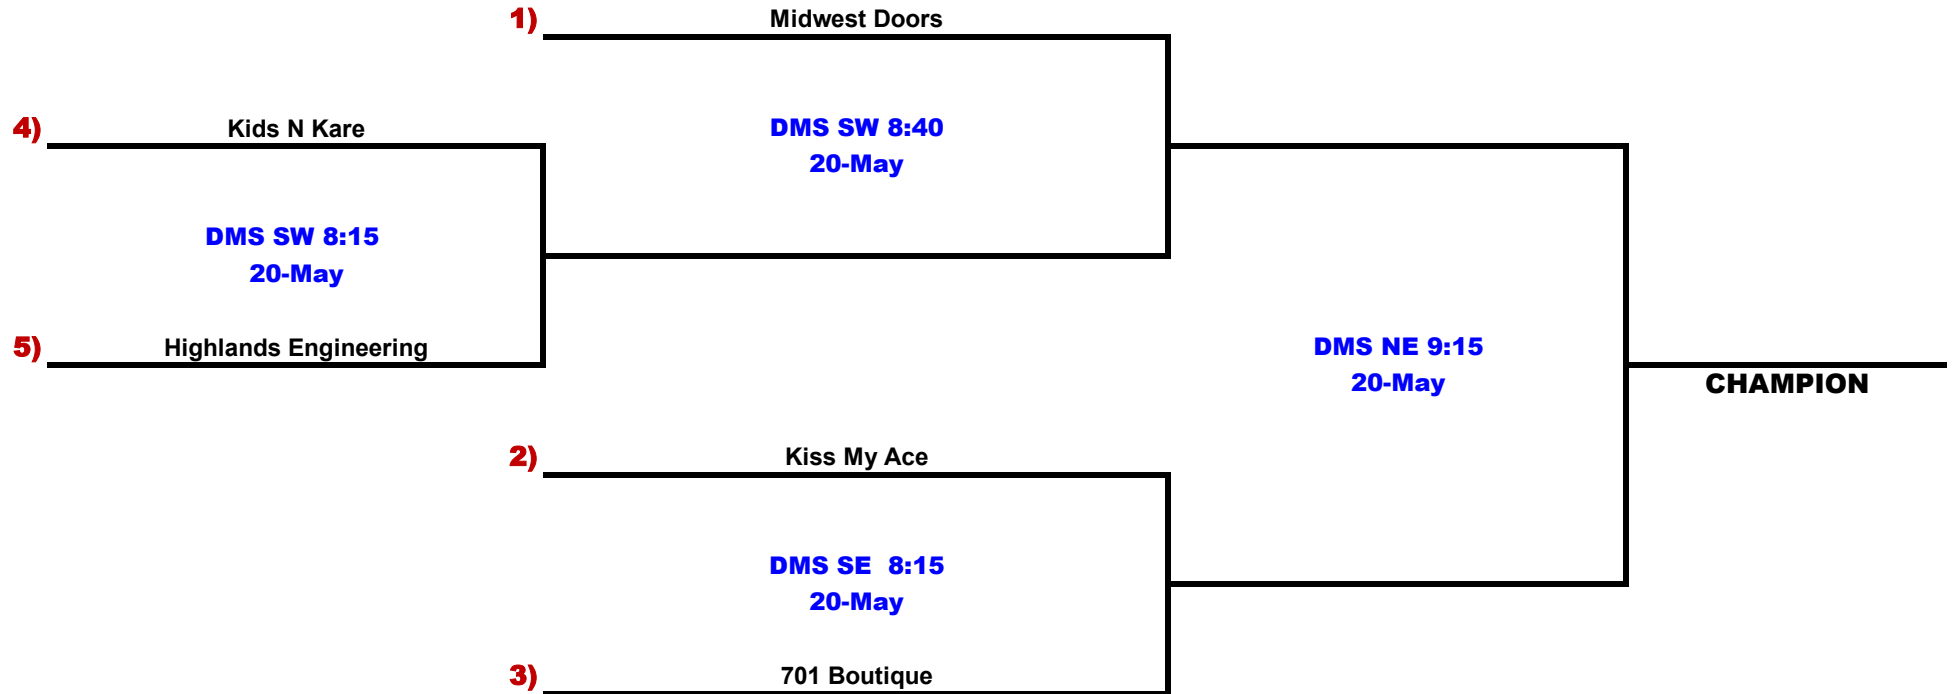 1) Midwest Doors
4) Kids N Kare
DMS SW 8:40
20-May
DMS SW 8:15
20-May
5) Highlands Engineering
DMS NE 9:15
20-May
CHAMPION
2) Kiss My Ace
DMS SE  8:15
20-May
3) 701 Boutique